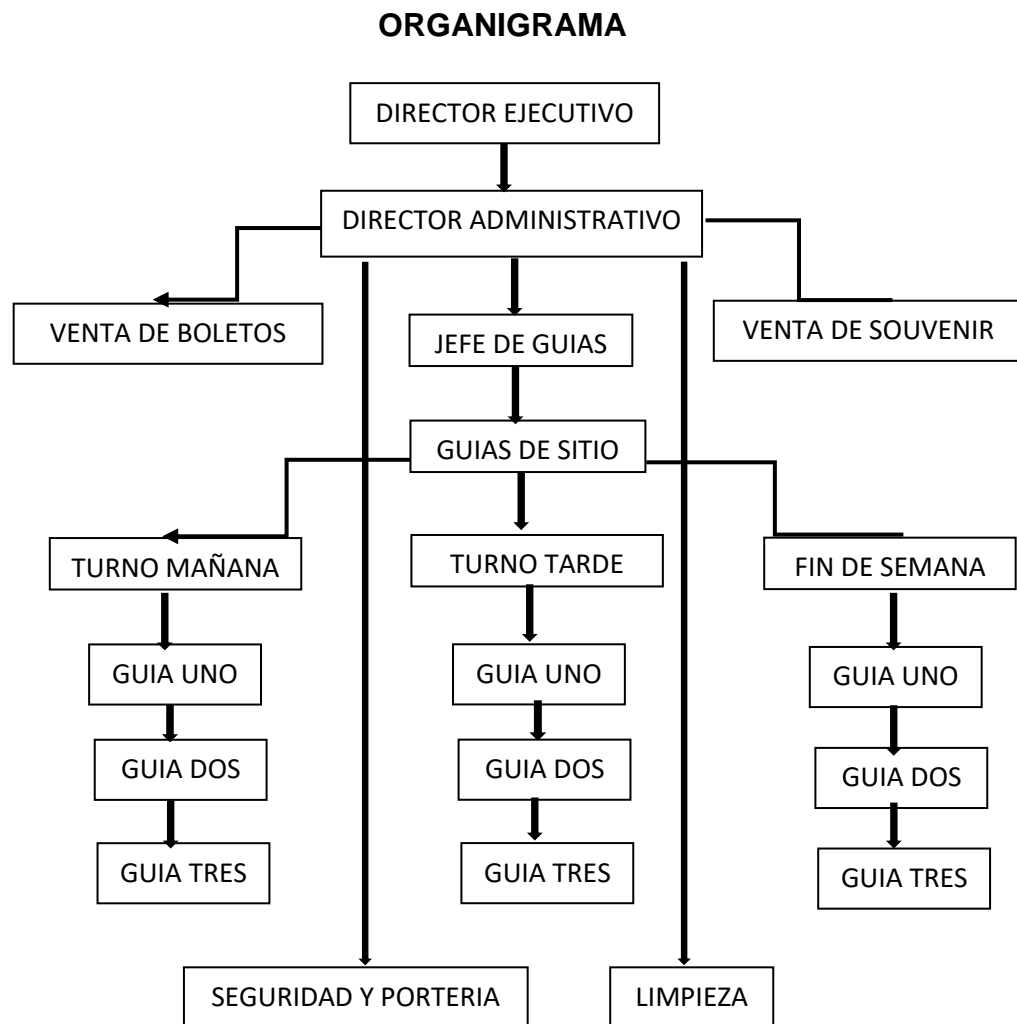 ORGANIGRAMA
DIRECTOR EJECUTIVO
DIRECTOR ADMINISTRATIVO
VENTA DE BOLETOS
JEFE DE GUIAS
VENTA DE SOUVENIR
GUIAS DE SITIO
TURNO MAÑANA
TURNO TARDE
FIN DE SEMANA
GUIA UNO
GUIA UNO
GUIA UNO
GUIA DOS
GUIA DOS
GUIA DOS
GUIA TRES
GUIA TRES
GUIA TRES
SEGURIDAD Y PORTERIA
LIMPIEZA